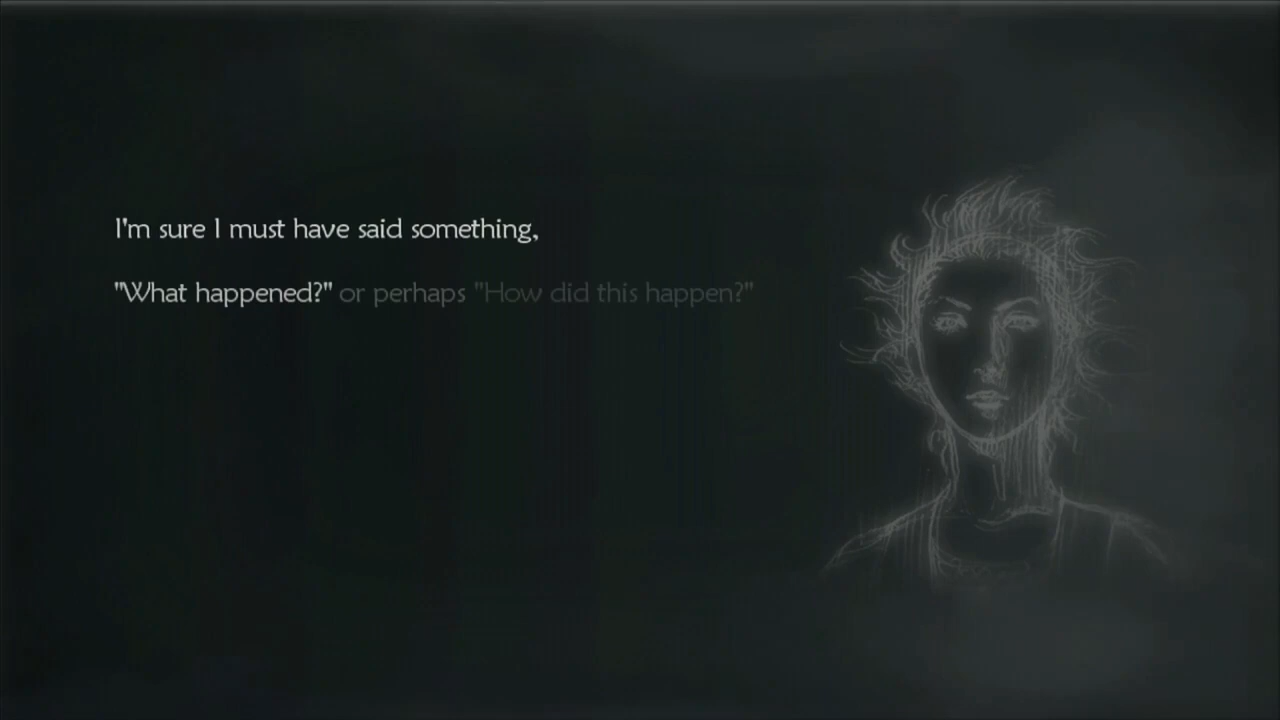 I'm sure I must have said something,
"What happened?" or perhaps "How did this happen?"